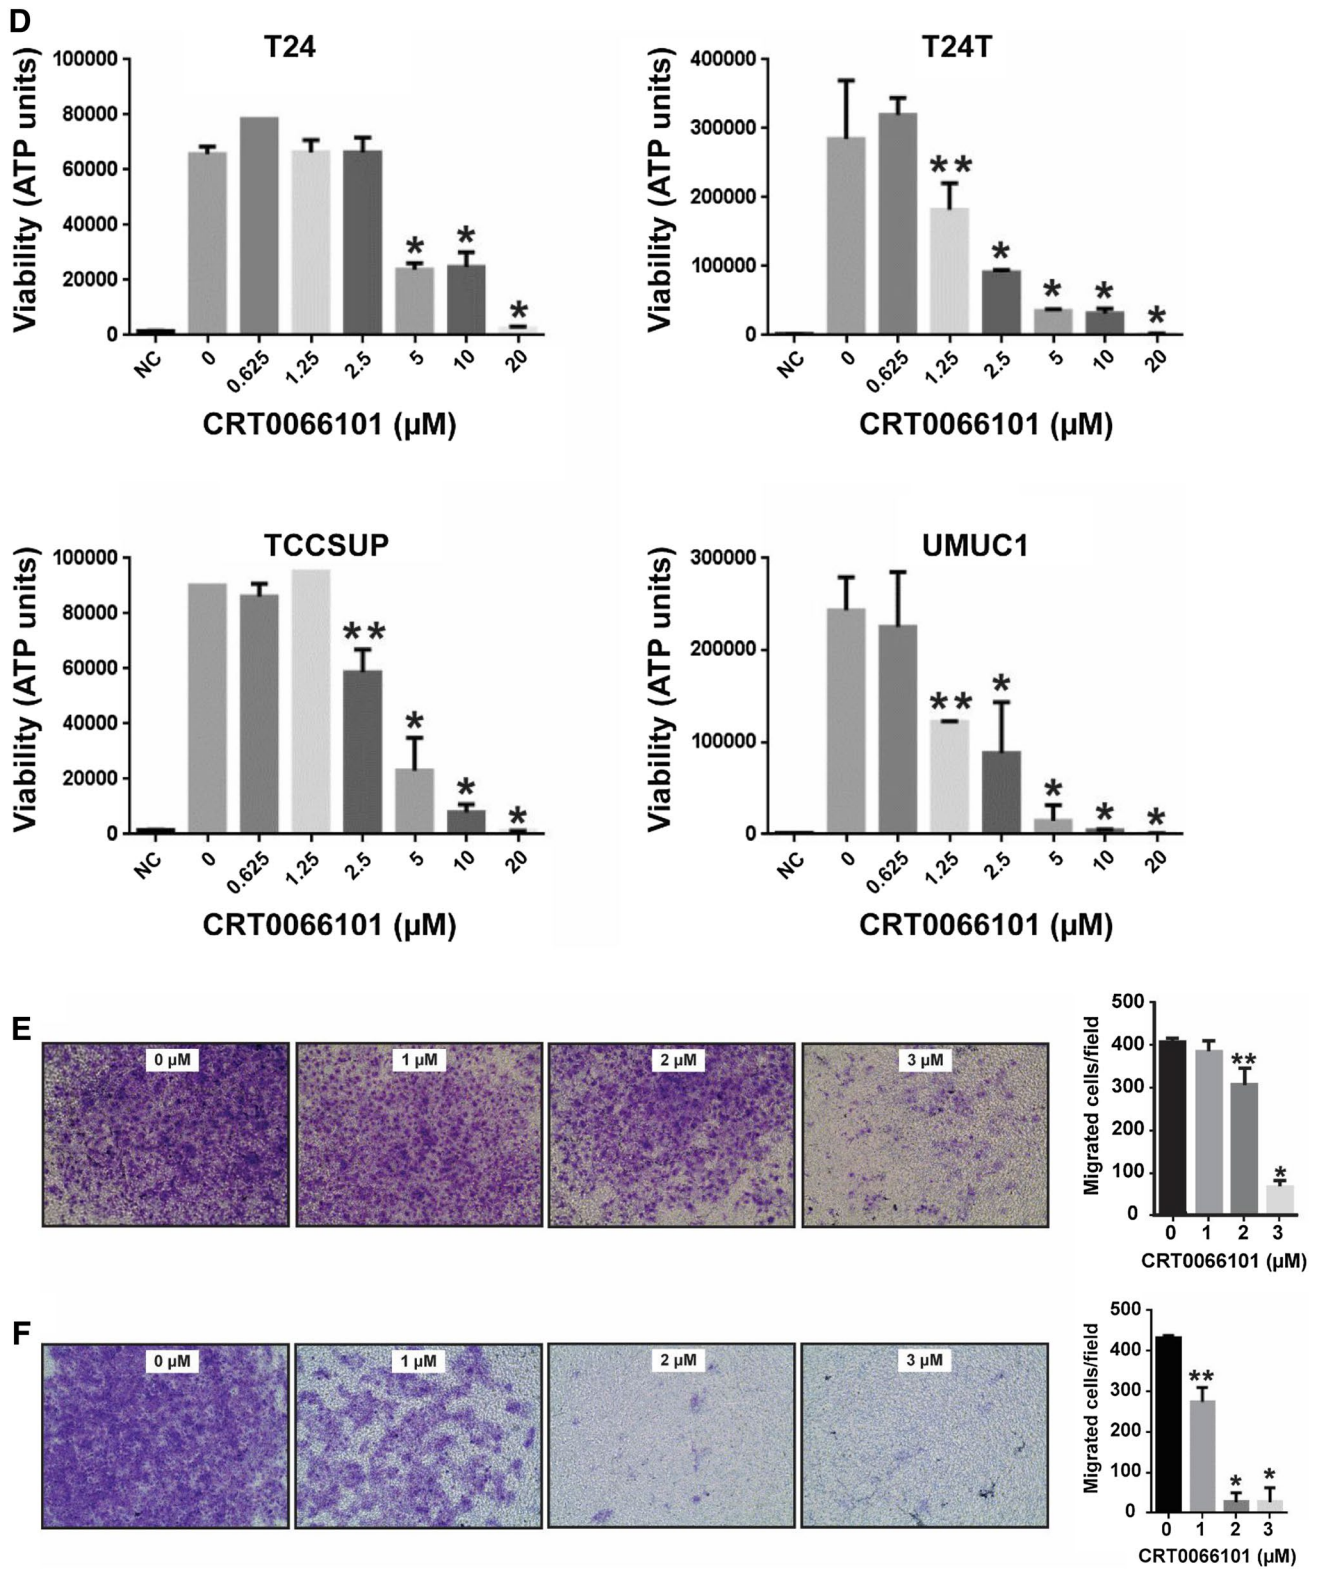 D
T24
Viability (ATP units)
100000
80000
60000
40000
20000
0
* * *
NC 0 0.625 1.25 2.5 5 10 20
CRT0066101 (µM)
T24T
Viability (ATP units)
400000
300000
200000
100000
0
** * * * *
NC 0 0.625 1.25 2.5 5 10 20
CRT0066101 (µM)
TCCSUP
Viability (ATP units)
100000
80000
60000
40000
20000
0
** * * *
NC 0 0.625 1.25 2.5 5 10 20
CRT0066101 (µM)
UMUC1
Viability (ATP units)
300000
200000
100000
0
** * * * *
NC 0 0.625 1.25 2.5 5 10 20
CRT0066101 (µM)
E
0 µM 1 µM 2 µM 3 µM
Migrated cells/field
500
400
300
200
100
0
** *
0 1 2 3
CRT0066101 (µM)
F
0 µM 1 µM 2 µM 3 µM
Migrated cells/field
500
400
300
200
100
0
** * *
0 1 2 3
CRT0066101 (µM)